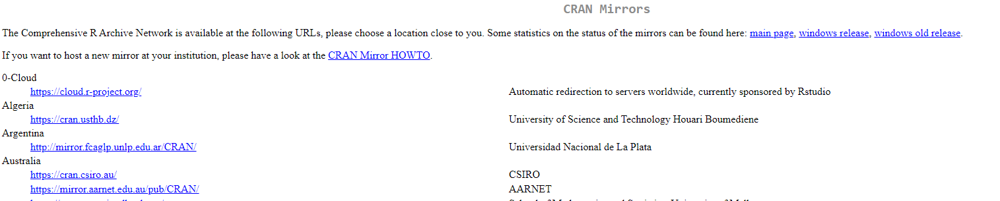 CRAN Mirrors
The Comprehensive R Archive Network is available at the following URLs, please choose a location close to you. Some statistics on the status of the mirrors can be found here: main page, windows release, windows old release.
If you want to host a new mirror at your institution, please have a look at the CRAN Mirror HOWTO.
0-Cloud
https://cloud.r-project.org/ Automatic redirection to servers worldwide, currently sponsored by Rstudio
Algeria
https://cran.usthb.dz/ University of Science and Technology Houari Boumediene
Argentina
http://mirror.fcaglp.unlp.edu.ar/CRAN/ Universidad Nacional de La Plata
Australia
https://cran.csiro.au/ CSIRO
https://mirror.aarnet.edu.au/pub/CRAN/ AARNET